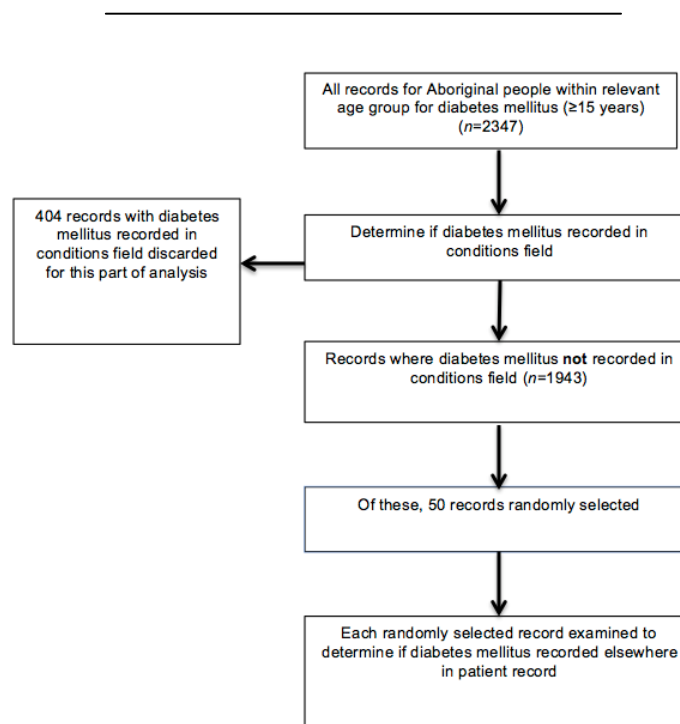 All records for Aboriginal people within relevant
age group for diabetes mellitus (≥15 years)
(n=2347)
404 records with diabetes
mellitus recorded in
conditions field discarded
for this part of analysis
Determine if diabetes mellitus recorded in
conditions field
Records where diabetes mellitus not recorded in
conditions field (n=1943)
Of these, 50 records randomly selected
Each randomly selected record examined to
determine if diabetes mellitus recorded elsewhere
in patient record